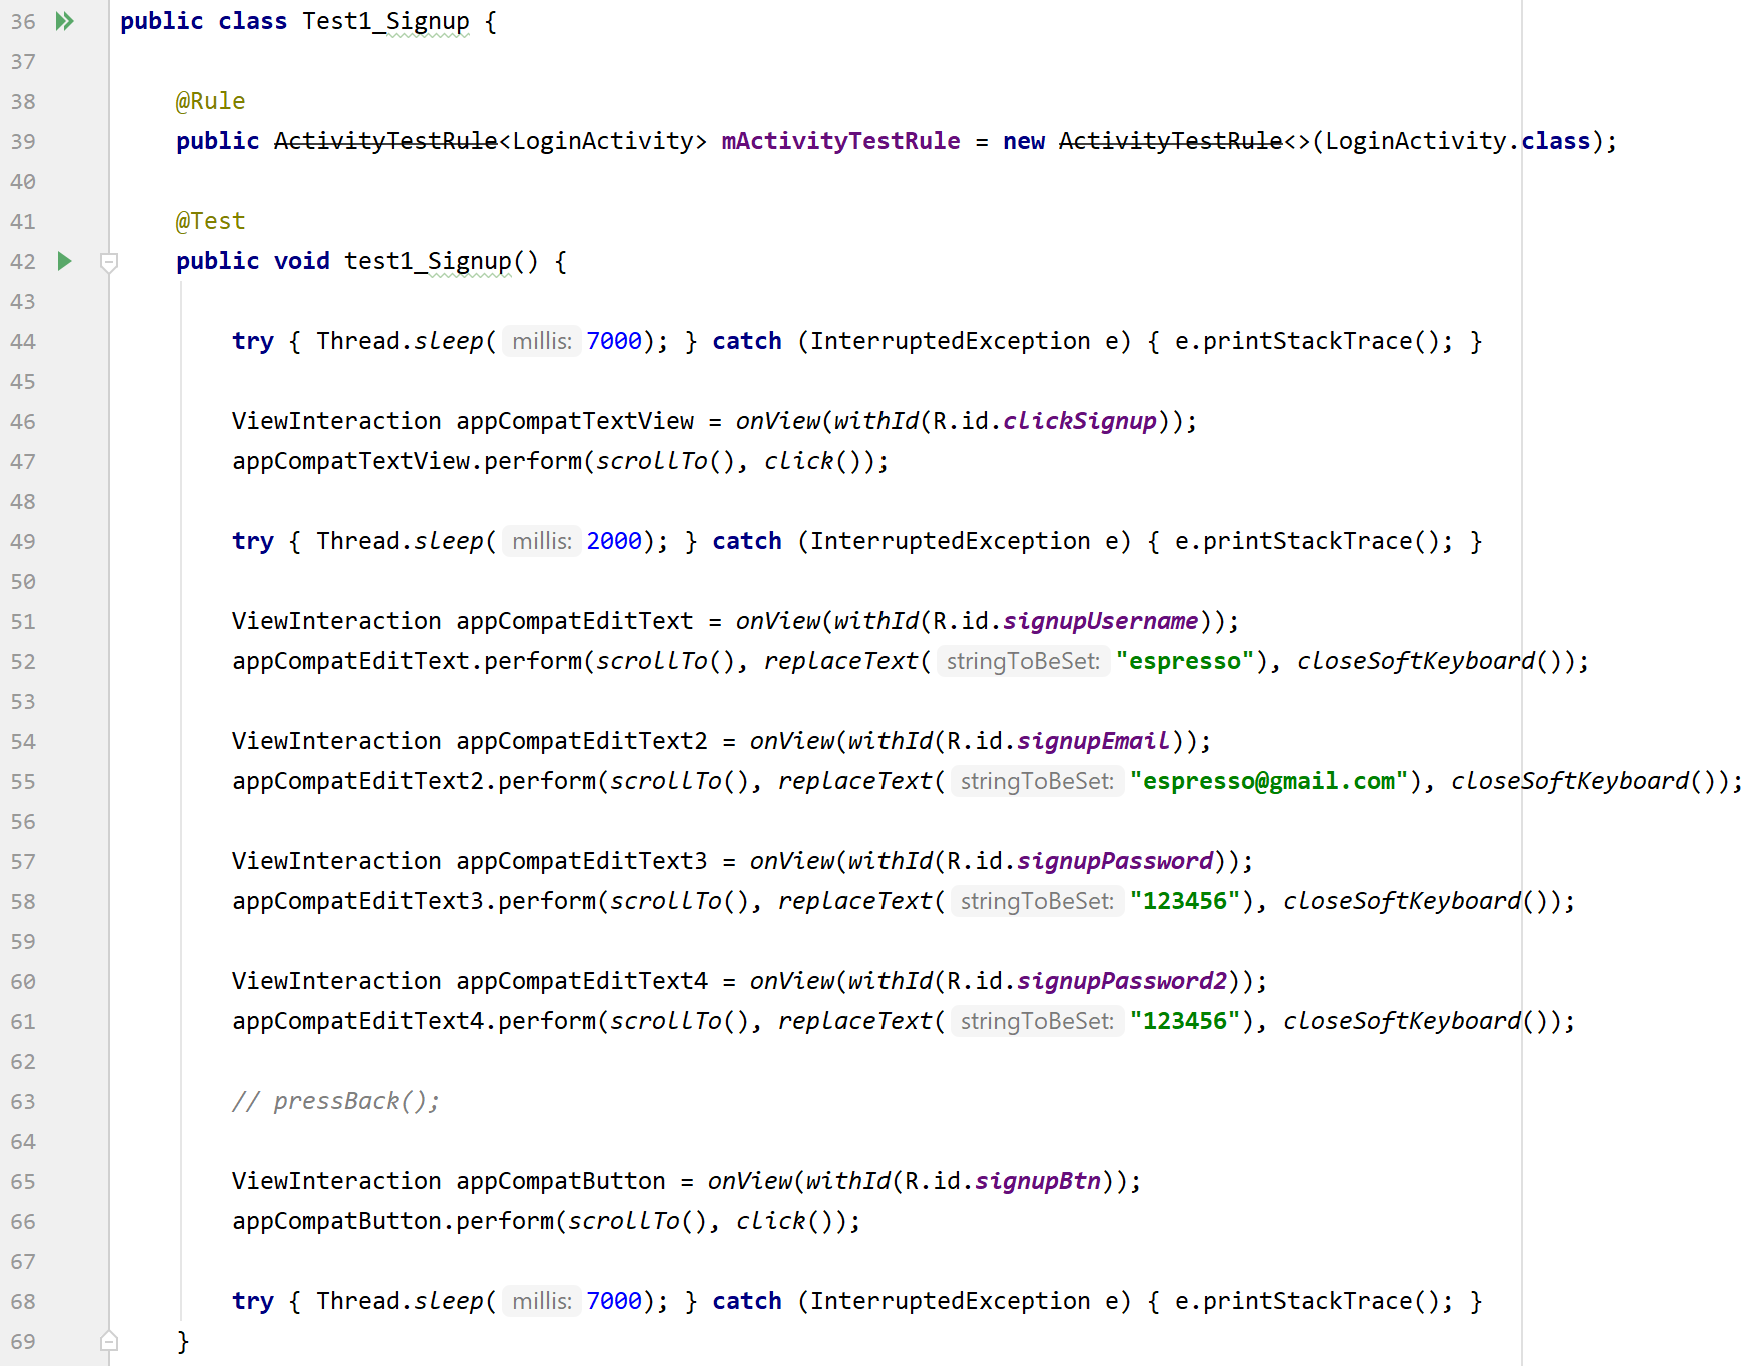 36 public class Test1_Signup {
37
38 @Rule
39 public ActivityTestRule<LoginActivity> mActivityTestRule = new ActivityTestRule<>(LoginActivity.class);
40
41 @Test
42 public void test1_Signup() {
43
44 try { Thread.sleep( millis: 7000); } catch (InterruptedException e) { e.printStackTrace(); }
45
46 ViewInteraction appCompatTextView = onView(withId(R.id.clickSignup));
47 appCompatTextView.perform(scrollTo(), click());
48
49 try { Thread.sleep( millis: 2000); } catch (InterruptedException e) { e.printStackTrace(); }
50
51 ViewInteraction appCompatEditText = onView(withId(R.id.signupUsername));
52 appCompatEditText.perform(scrollTo(), replaceText( stringToBeSet: "espresso"), closeSoftKeyboard());
53
54 ViewInteraction appCompatEditText2 = onView(withId(R.id.signupEmail));
55 appCompatEditText2.perform(scrollTo(), replaceText( stringToBeSet: "espresso@gmail.com"), closeSoftKeyboard());
56
57 ViewInteraction appCompatEditText3 = onView(withId(R.id.signupPassword));
58 appCompatEditText3.perform(scrollTo(), replaceText( stringToBeSet: "123456"), closeSoftKeyboard());
59
60 ViewInteraction appCompatEditText4 = onView(withId(R.id.signupPassword2));
61 appCompatEditText4.perform(scrollTo(), replaceText( stringToBeSet: "123456"), closeSoftKeyboard());
62
63 // pressBack();
64
65 ViewInteraction appCompatButton = onView(withId(R.id.signupBtn));
66 appCompatButton.perform(scrollTo(), click());
67
68 try { Thread.sleep( millis: 7000); } catch (InterruptedException e) { e.printStackTrace(); }
69 }